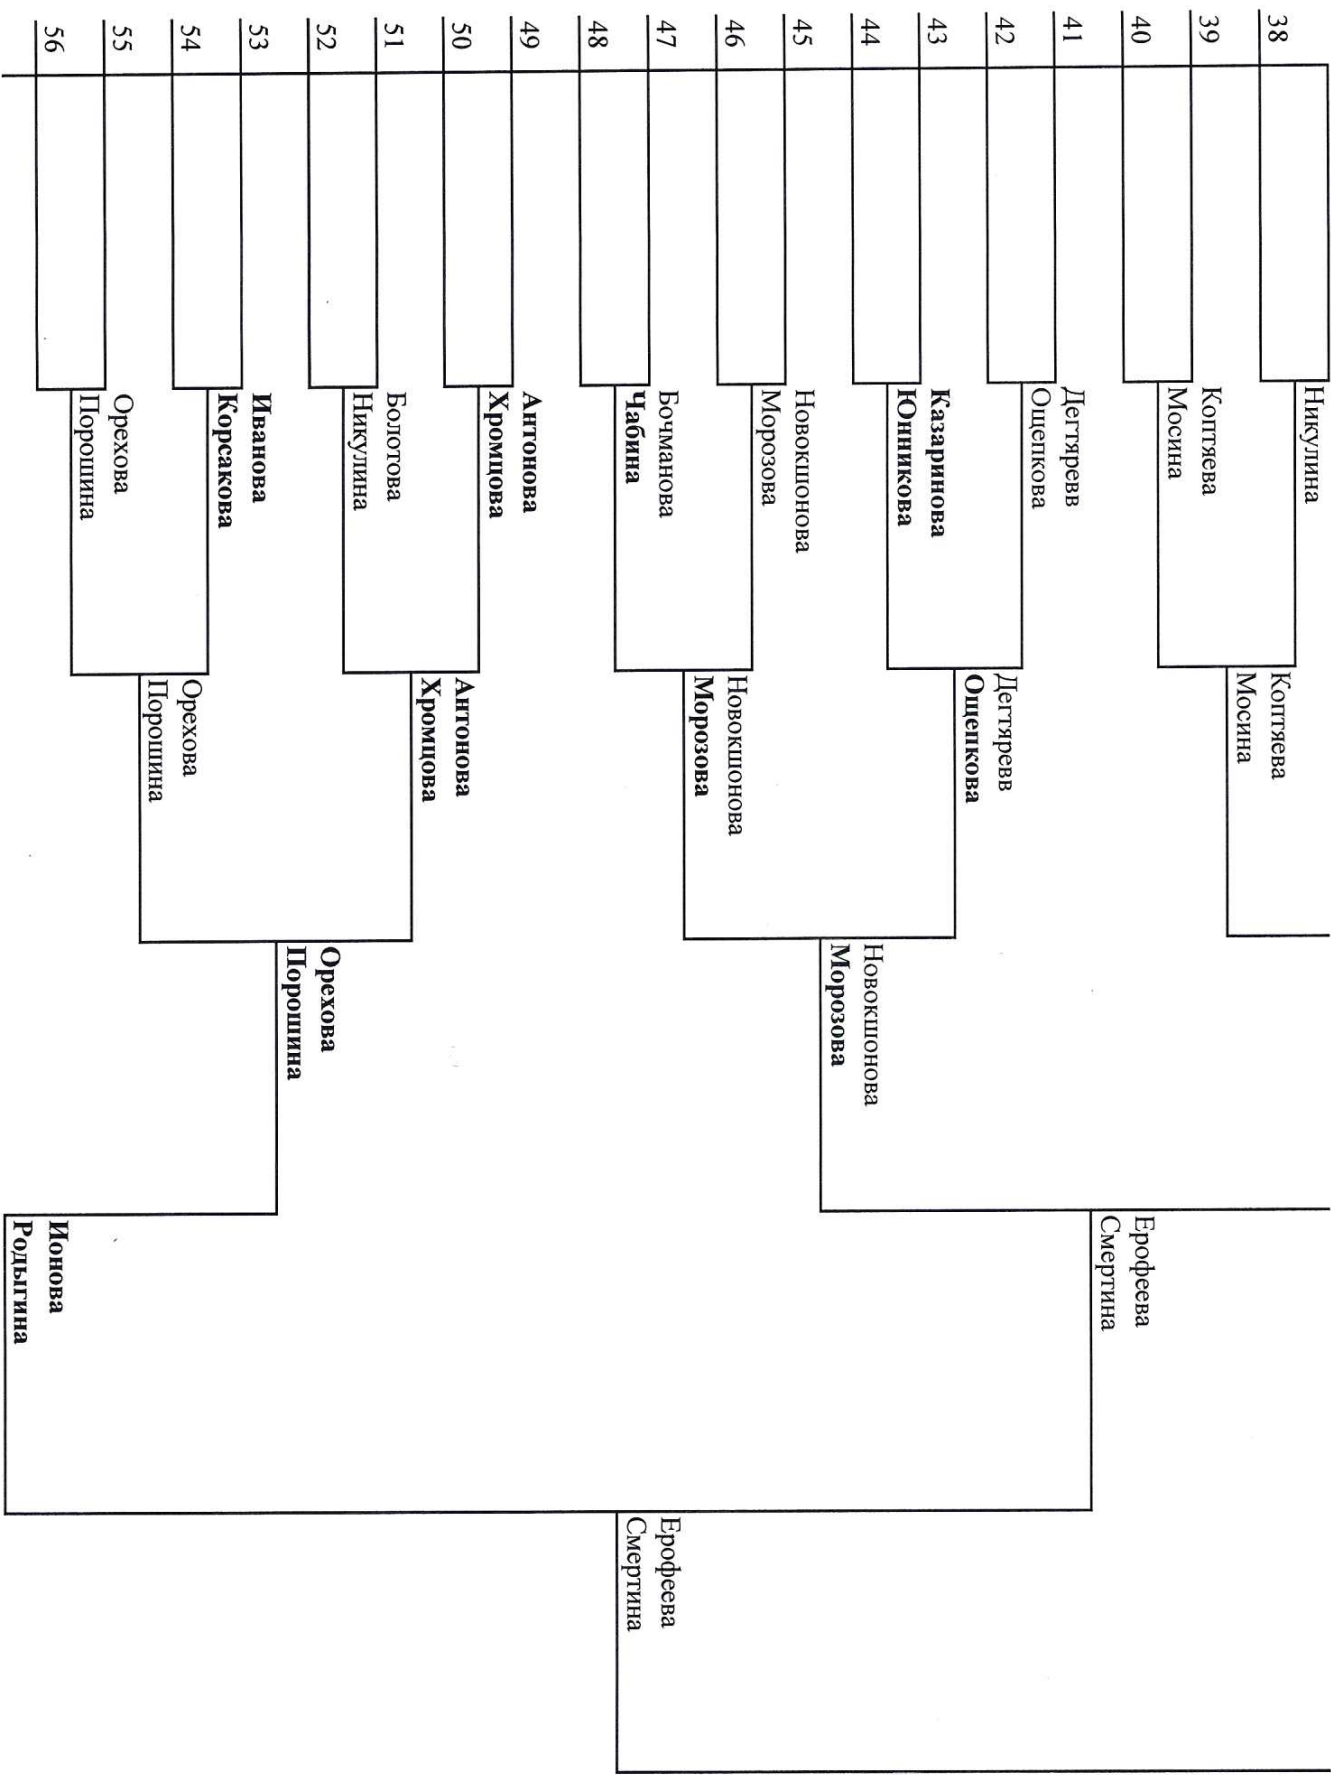 38
39
40
41
42
43
44
45
46
47
48
49
50
51
52
53
54
55
56
Никулина
Коптяева
Мосина
Дегтяревв
Ощепкова
Казаринова
Юнникова
Новокшонова
Морозова
Бочманова
Чабина
Антонова
Хромцова
Болотова
Никулина
Иванова
Корсакова
Орехова
Порошина
Коптяева
Мосина
Дегтяревв
Ощепкова
Новокшонова
Морозова
Антонова
Хромцова
Орехова
Порошина
Новокшонова
Морозова
Орехова
Порошина
Ерофеева
Смертина
Ионова
Родыгина
Ерофеева
Смертина